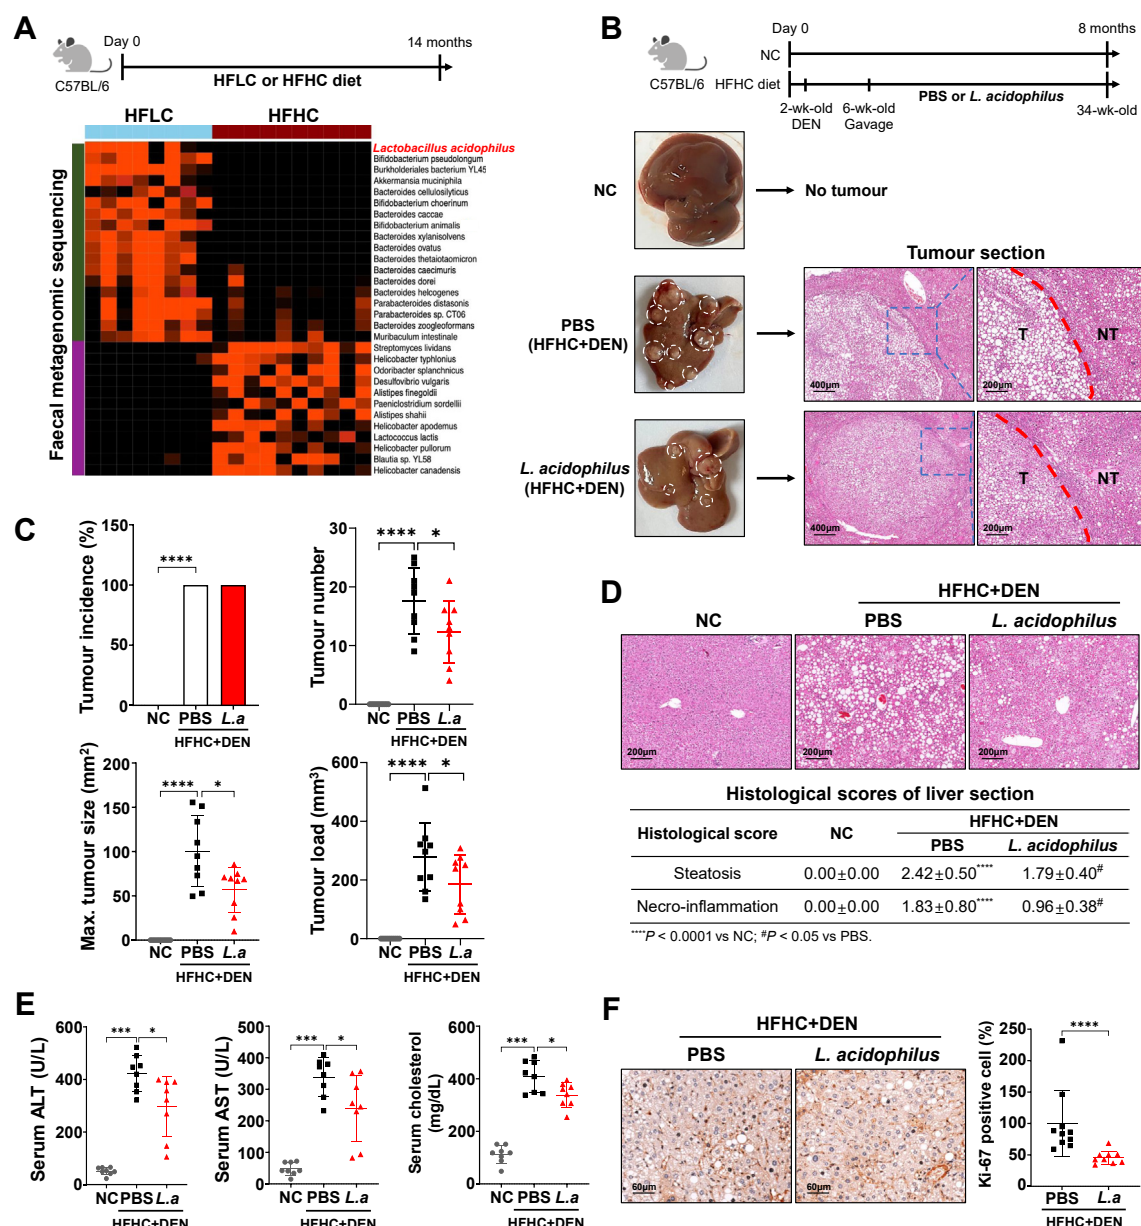 A
Day 0
14 months
C57BL/6
HFLC or HFHC diet
HFLC
HFHC
Faecal metagenomic sequencing
Lactobacillus acidophilus
Bifidobacterium pseudolongum
Burkholderiales bacterium YL45
Akkermansia muciniphila
Bacteroides cellulosilyticus
Bifidobacterium choerinum
Bacteroides caccae
Bifidobacterium animalis
Bacteroides xylanisolvens
Bacteroides ovatus
Bacteroides thetaiotaomicron
Bacteroides caecimuris
Bacteroides dorei
Bacteroides helcogenes
Parabacteroides distasonis
Parabacteroides sp. CT06
Bacteroides zoogleoformans
Muribaculum intestinale
Streptomyces lividans
Helicobacter typhlonius
Odoribacter splanchnicus
Desulfovibrio vulgaris
Alistipes finegoldii
Paeniclostridium sordellii
Alistipes shahii
Helicobacter apodemus
Lactococcus lactis
Helicobacter pullorum
Blautia sp. YL58
Helicobacter canadensis
B
Day 0
8 months
NC
C57BL/6
HFHC diet
PBS or L. acidophilus
2-wk-old
DEN
6-wk-old
Gavage
34-wk-old
NC
No tumour
Tumour section
PBS
(HFHC+DEN)
400µm
T
NT
200µm
L. acidophilus
(HFHC+DEN)
400µm
T
NT
200µm
C
Tumour incidence (%)
150
100
50
0
****
NC PBS L.a
HFHC+DEN
Tumour number
30
20
10
0
**** *
NC PBS L.a
HFHC+DEN
Max. tumour size (mm²)
200
150
100
50
0
**** *
NC PBS L.a
HFHC+DEN
Tumour load (mm³)
600
400
200
0
**** *
NC PBS L.a
HFHC+DEN
D
HFHC+DEN
NC
PBS
L. acidophilus
200µm
200µm
200µm
Histological scores of liver section
Histological score NC HFHC+DEN
PBS L. acidophilus
Steatosis 0.00±0.00 2.42±0.50**** 1.79±0.40#
Necro-inflammation 0.00±0.00 1.83±0.80**** 0.96±0.38#
****P < 0.0001 vs NC; #P < 0.05 vs PBS.
E
Serum ALT (U/L)
600
400
200
0
*** *
NC PBS L.a
HFHC+DEN
Serum AST (U/L)
500
400
300
200
100
0
*** *
NC PBS L.a
HFHC+DEN
Serum cholesterol (mg/dL)
600
400
200
0
*** *
NC PBS L.a
HFHC+DEN
F
HFHC+DEN
PBS
L. acidophilus
60µm
60µm
Ki-67 positive cell (%)
250
200
150
100
50
0
****
PBS L.a
HFHC+DEN